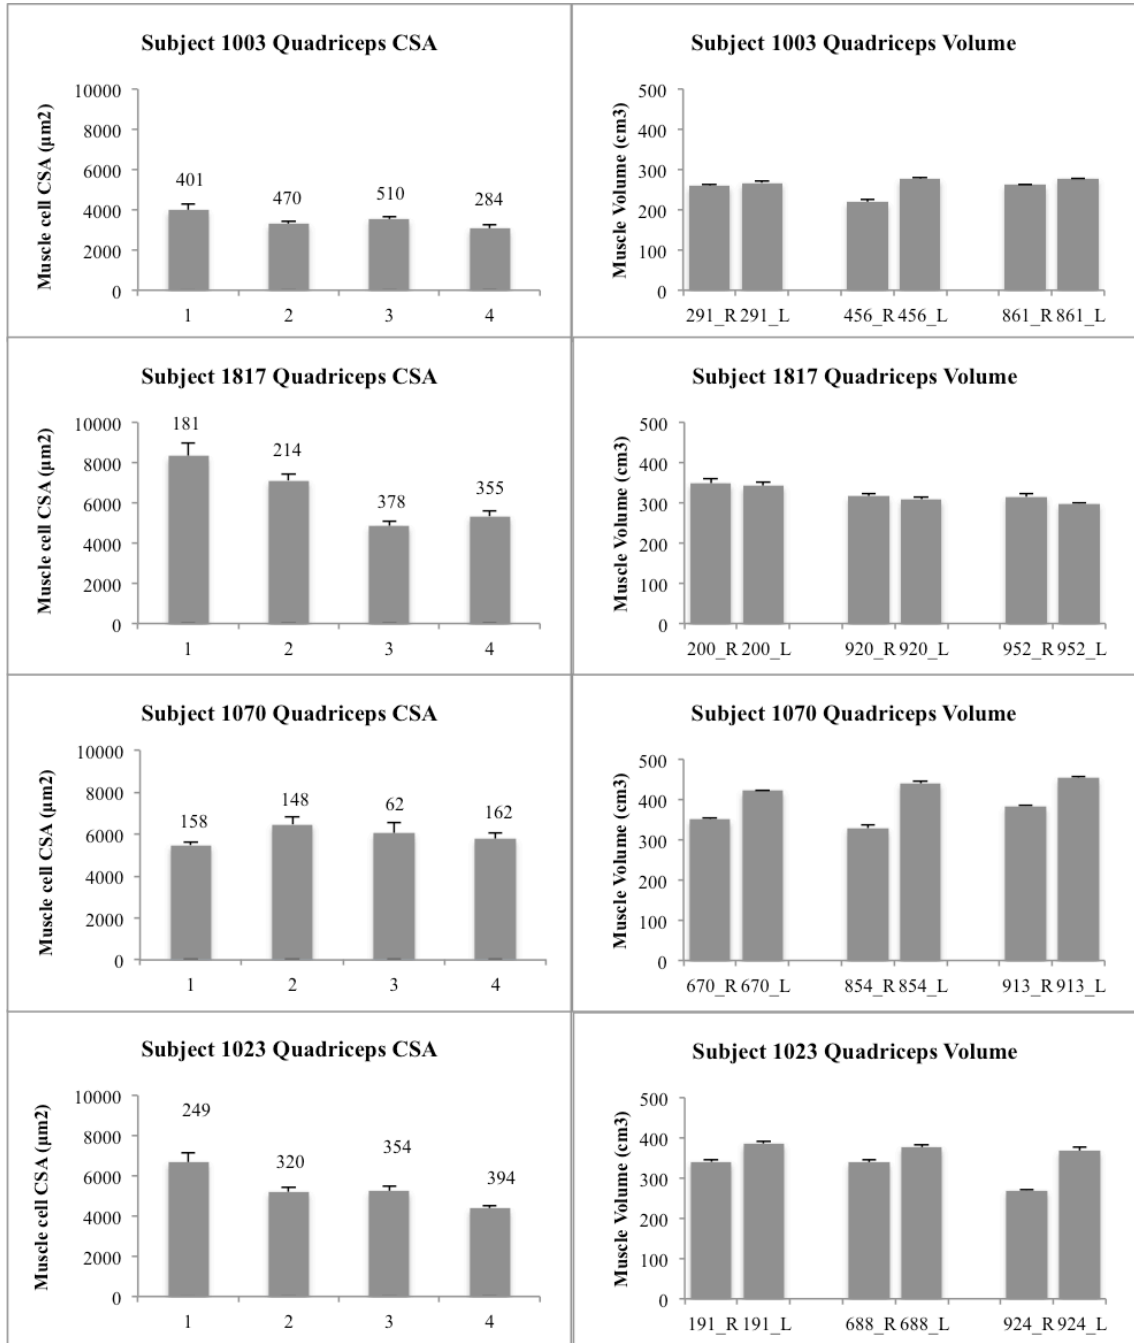 Subject 1003 Quadriceps CSA
Muscle cell CSA (µm2)
10000
8000
6000
4000
2000
0
401
470
510
284
1 2 3 4
Subject 1003 Quadriceps Volume
Muscle Volume (cm3)
500
400
300
200
100
0
291_R 291_L 456_R 456_L 861_R 861_L
Subject 1817 Quadriceps CSA
Muscle cell CSA (µm2)
10000
8000
6000
4000
2000
0
181
214
378
355
1 2 3 4
Subject 1817 Quadriceps Volume
Muscle Volume (cm3)
500
400
300
200
100
0
200_R 200_L 920_R 920_L 952_R 952_L
Subject 1070 Quadriceps CSA
Muscle cell CSA (µm2)
10000
8000
6000
4000
2000
0
158
148
62
162
1 2 3 4
Subject 1070 Quadriceps Volume
Muscle Volume (cm3)
500
400
300
200
100
0
670_R 670_L 854_R 854_L 913_R 913_L
Subject 1023 Quadriceps CSA
Muscle cell CSA (µm2)
10000
8000
6000
4000
2000
0
249
320
354
394
1 2 3 4
Subject 1023 Quadriceps Volume
Muscle Volume (cm3)
500
400
300
200
100
0
191_R 191_L 688_R 688_L 924_R 924_L